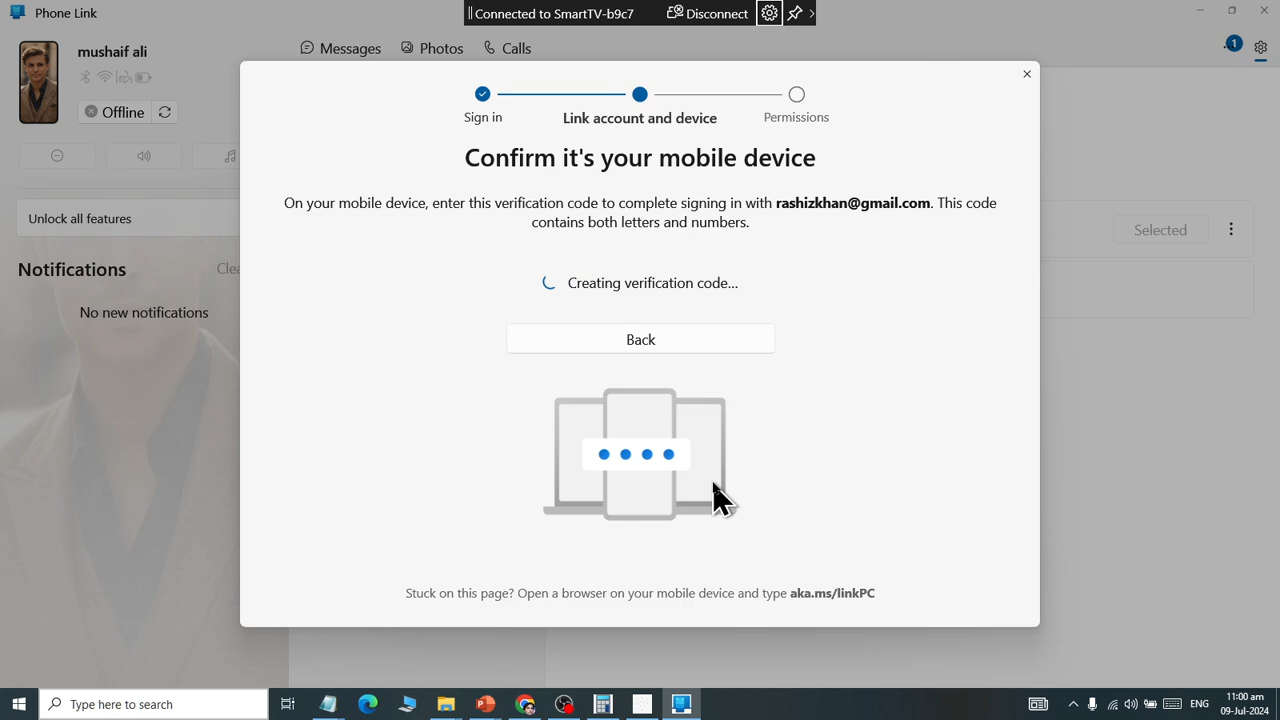 Phone Link
Connected to SmartTV-b9c7 Disconnect
mushaif ali
Offline
Messages Photos Calls
1
Sign in
Link account and device
Permissions
Confirm it's your mobile device
On your mobile device, enter this verification code to complete signing in with rashizkhan@gmail.com. This code
contains both letters and numbers.
Unlock all features
Selected
Notifications
Clea
No new notifications
Creating verification code...
Back
Stuck on this page? Open a browser on your mobile device and type aka.ms/linkPC
Type here to search
ENG
11:00 am
09-Jul-2024